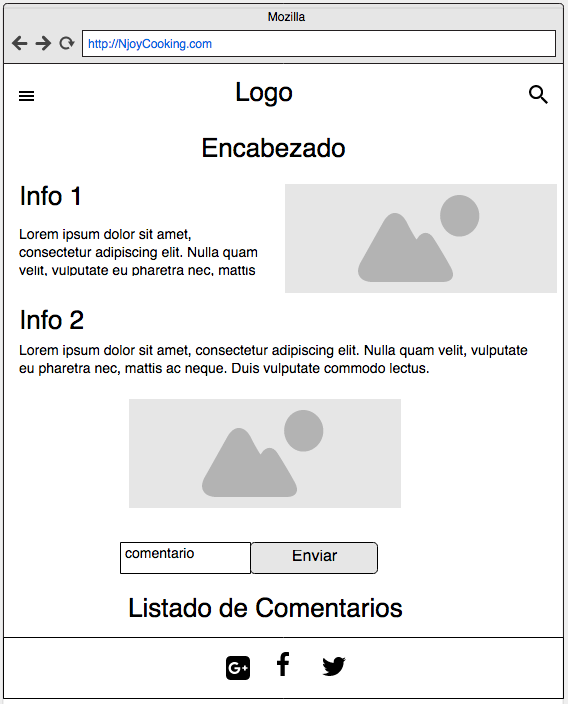 Mozilla
http://NjoyCooking.com
Logo
Encabezado
Info 1
Lorem ipsum dolor sit amet,
consectetur adipiscing elit. Nulla quam
velit, vulputate eu pharetra nec, mattis
Info 2
Lorem ipsum dolor sit amet, consectetur adipiscing elit. Nulla quam velit, vulputate
eu pharetra nec, mattis ac neque. Duis vulputate commodo lectus.
comentario
Enviar
Listado de Comentarios
G+
f